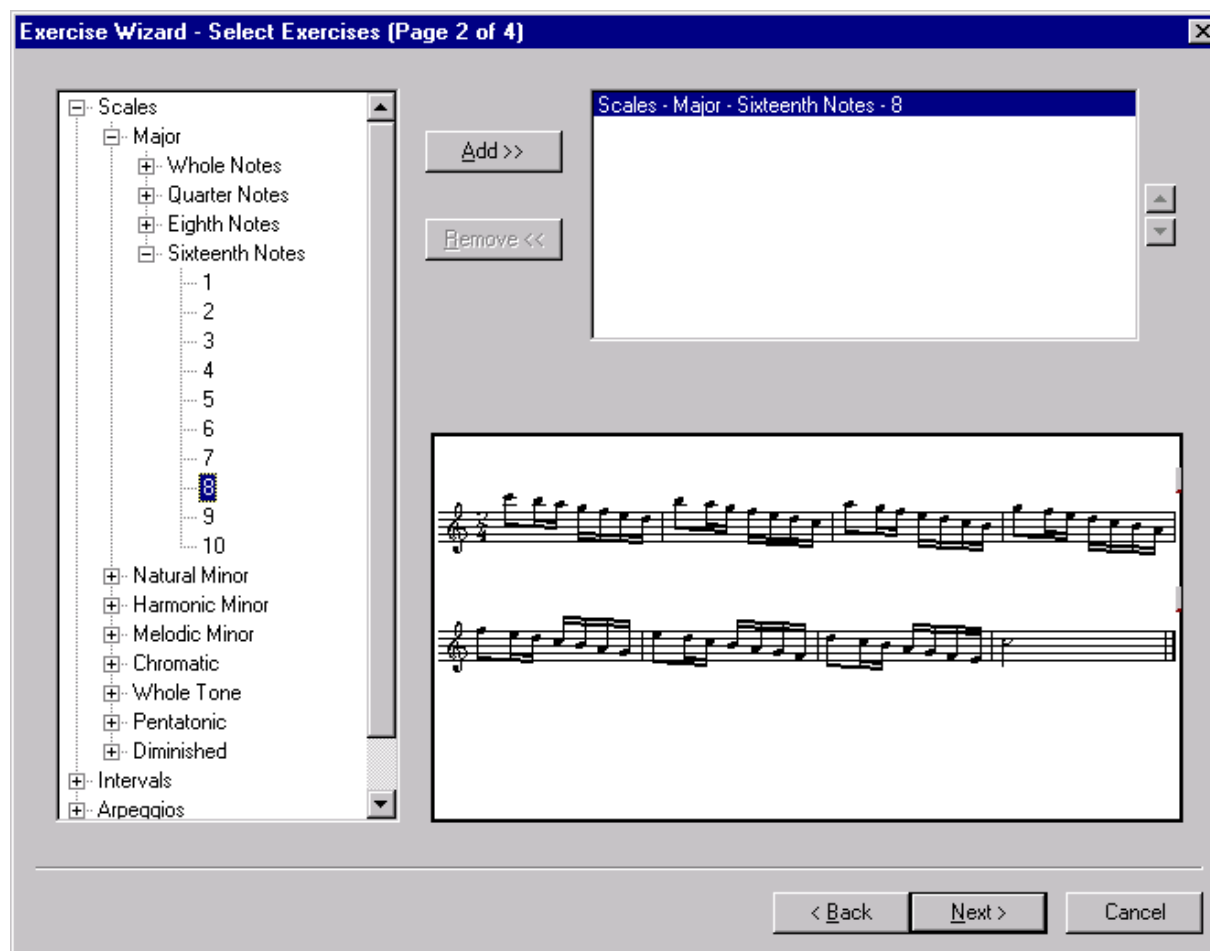 Exercise Wizard - Select Exercises (Page 2 of 4)
Scales
Major
Whole Notes
Quarter Notes
Eighth Notes
Sixteenth Notes
1
2
3
4
5
6
7
8
9
10
Natural Minor
Harmonic Minor
Melodic Minor
Chromatic
Whole Tone
Pentatonic
Diminished
Intervals
Arpeggios
Add >>
Remove <<
Scales - Major - Sixteenth Notes - 8
< Back
Next >
Cancel